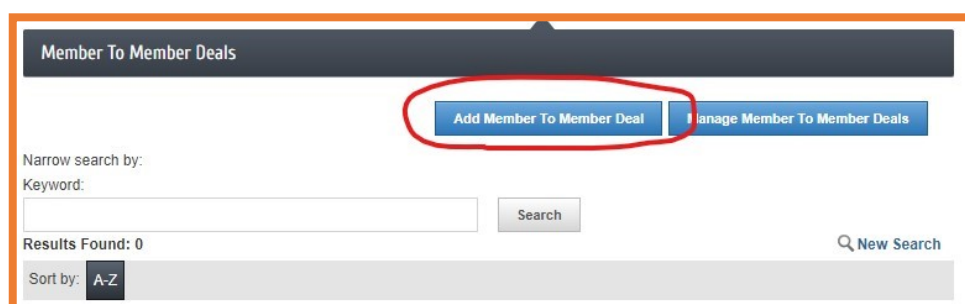 Member To Member Deals
Add Member To Member Deal Manage Member To Member Deals
Narrow search by:
Keyword:
Search
Results Found: 0 New Search
Sort by: A-Z